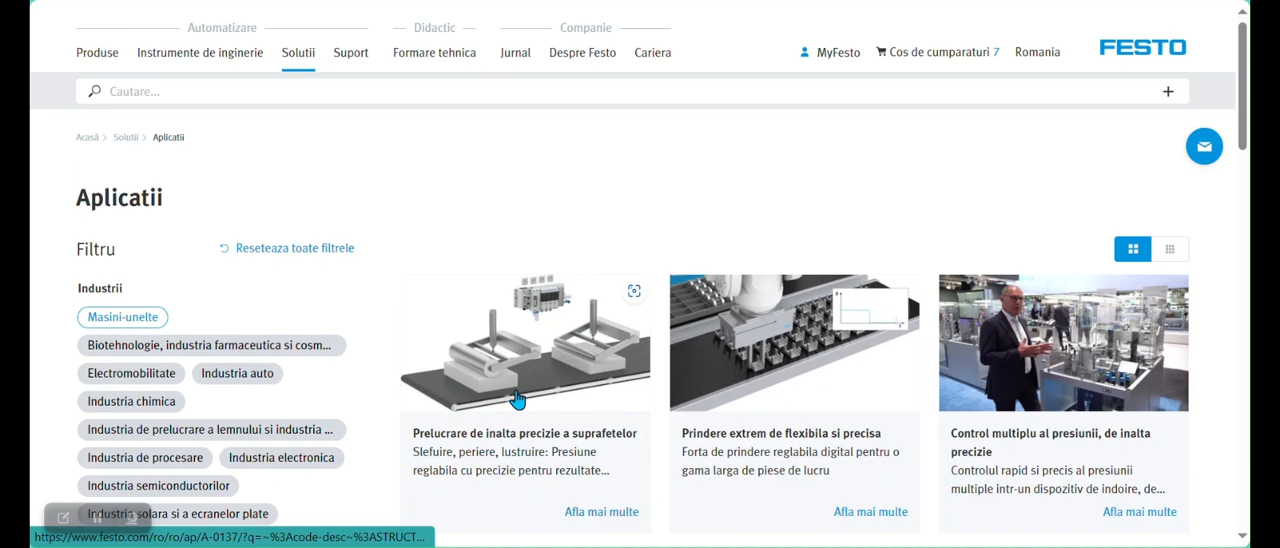 Automatizare Didactic Companie
Produse Instrumente de inginerie Solutii Suport Formare tehnica Jurnal Despre Festo Cariera MyFesto Cos de cumparaturi 7 Romania FESTO
Cautare...
Acasă > Solutii > Aplicatii
Aplicatii
Filtru Reseteaza toate filtrele
Industrii
Masini-unelte
Biotehnologie, industria farmaceutica si cosm...
Electromobilitate Industria auto
Industria chimica
Industria de prelucrare a lemnului si industria ...
Industria de procesare Industria electronica
Industria semiconductorilor
Industria solara si a ecranelor plate
Prelucrare de inalta precizie a suprafetelor
Slefuire, periere, lustruire: Presiune
reglabila cu precizie pentru rezultate...
Afla mai multe
Prindere extrem de flexibila si precisa
Forta de prindere reglabila digital pentru o
gama larga de piese de lucru
Afla mai multe
Control multiplu al presiunii, de inalta
precizie
Controlul rapid si precis al presiunii
multiple intr-un dispozitiv de indoire, de...
Afla mai multe
https://www.festo.com/ro/ro/ap/A-0137/?q=~%3Acode-desc~%3ASTRUCT...